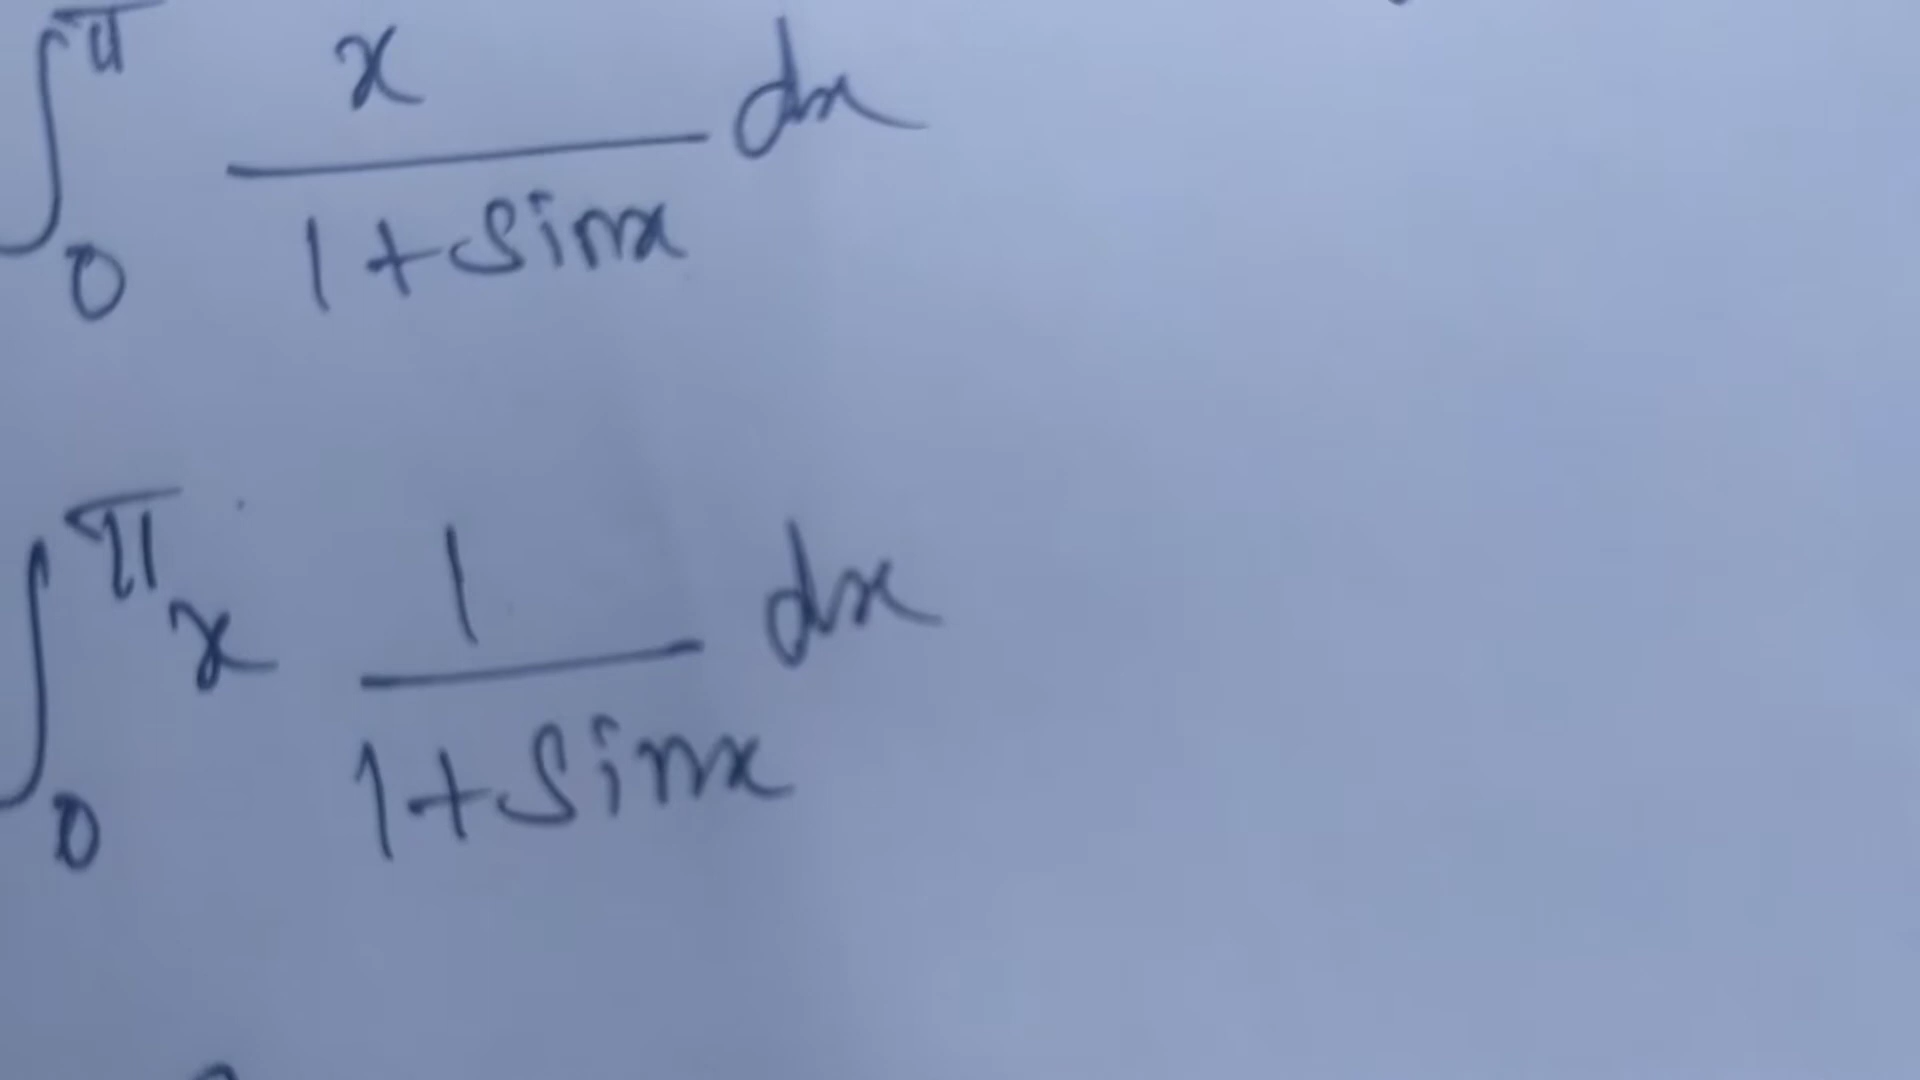 ∫₀^π x/(1+sinx) dx
∫₀^π x 1/(1+sinx) dx